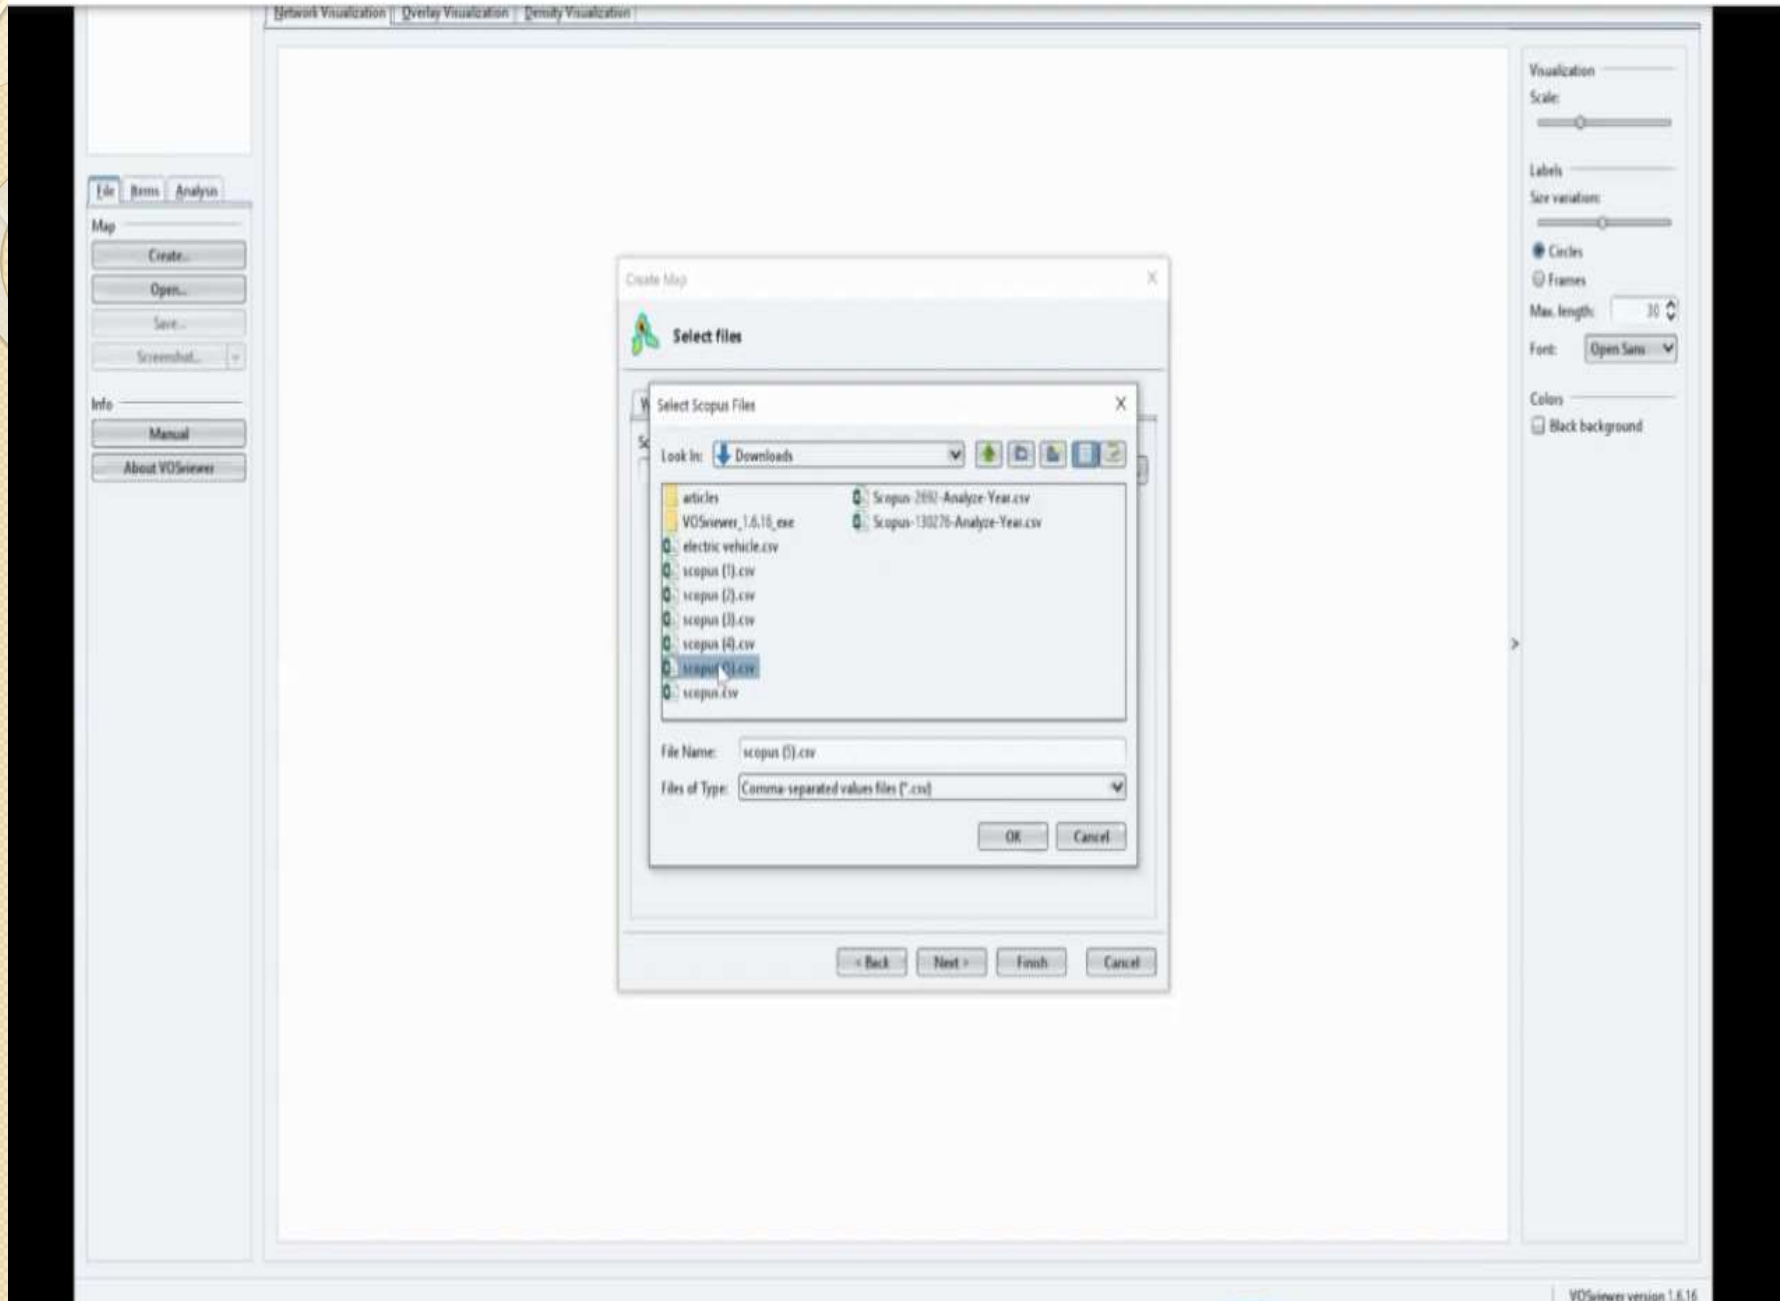 Network Visualization Overlay Visualization Density Visualization
File Items Analysis
Map
Create...
Open...
Save...
Screenshot...
Info
Manual
About VOSviewer
Create Map X
Select files
Select Scopus Files X
Look In: Downloads
articles
VOSviewer_1.6.16_exe
electric vehicle.csv
scopus (1).csv
scopus (2).csv
scopus (3).csv
scopus (4).csv
scopus (5).csv
scopus.csv
Scopus-2692-Analyze-Year.csv
Scopus-130276-Analyze-Year.csv
File Name: scopus (5).csv
Files of Type: Comma-separated values files (*.csv)
OK Cancel
< Back Next > Finish Cancel
Visualization
Scale:
Labels
Size variation:
Circles
Frames
Max. length: 30
Font: Open Sans
Colors
Black background
>
VOSviewer version 1.6.16